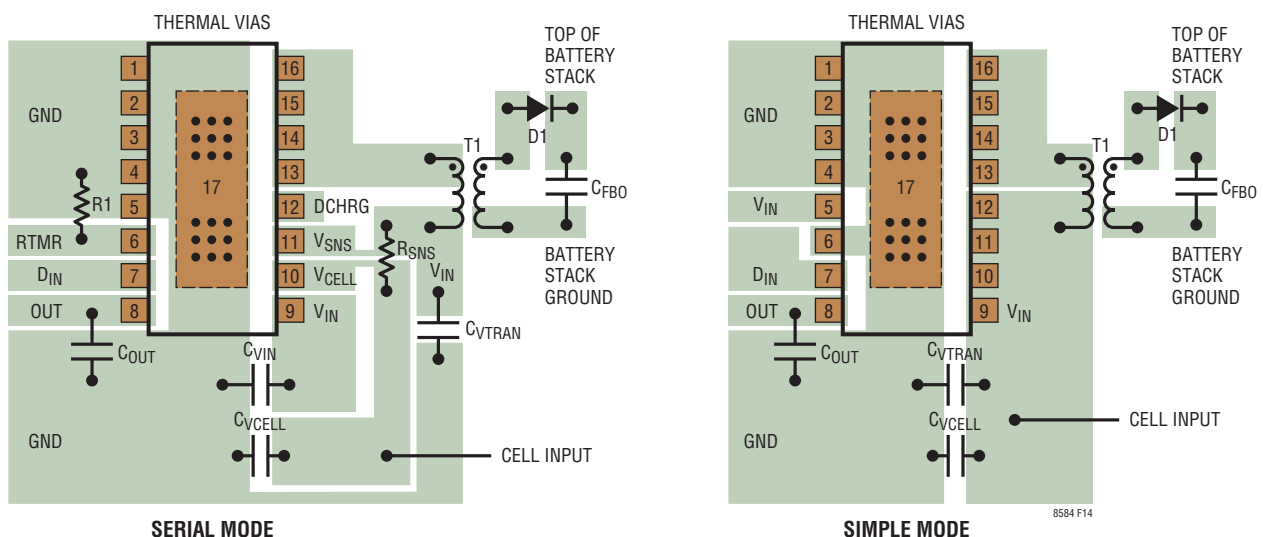 THERMAL VIAS
TOP OF
BATTERY
STACK
GND
1
2
3
4
5
6
7
8
16
15
14
13
12
11
10
9
17
R1
RTMR
DIN
OUT
COUT
DCHRG
VSNS
VCELL
VIN
RSNS
VIN
T1
D1
CFBO
BATTERY
STACK
GROUND
CVTRAN
CVIN
CVCELL
GND
CELL INPUT
SERIAL MODE
THERMAL VIAS
TOP OF
BATTERY
STACK
GND
1
2
3
4
5
6
7
8
16
15
14
13
12
11
10
9
17
VIN
DIN
OUT
COUT
VIN
T1
D1
CFBO
BATTERY
STACK
GROUND
CVTRAN
CVCELL
GND
CELL INPUT
8584 F14
SIMPLE MODE